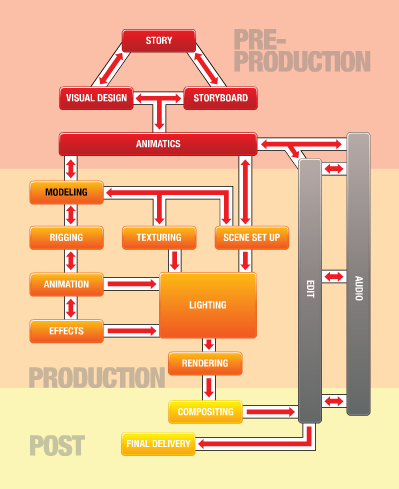 STORY
PRE-
PRODUCTION
VISUAL DESIGN
STORYBOARD
ANIMATICS
MODELING
RIGGING
TEXTURING
SCENE SET UP
ANIMATION
LIGHTING
EDIT
AUDIO
EFFECTS
RENDERING
PRODUCTION
COMPOSITING
POST
FINAL DELIVERY